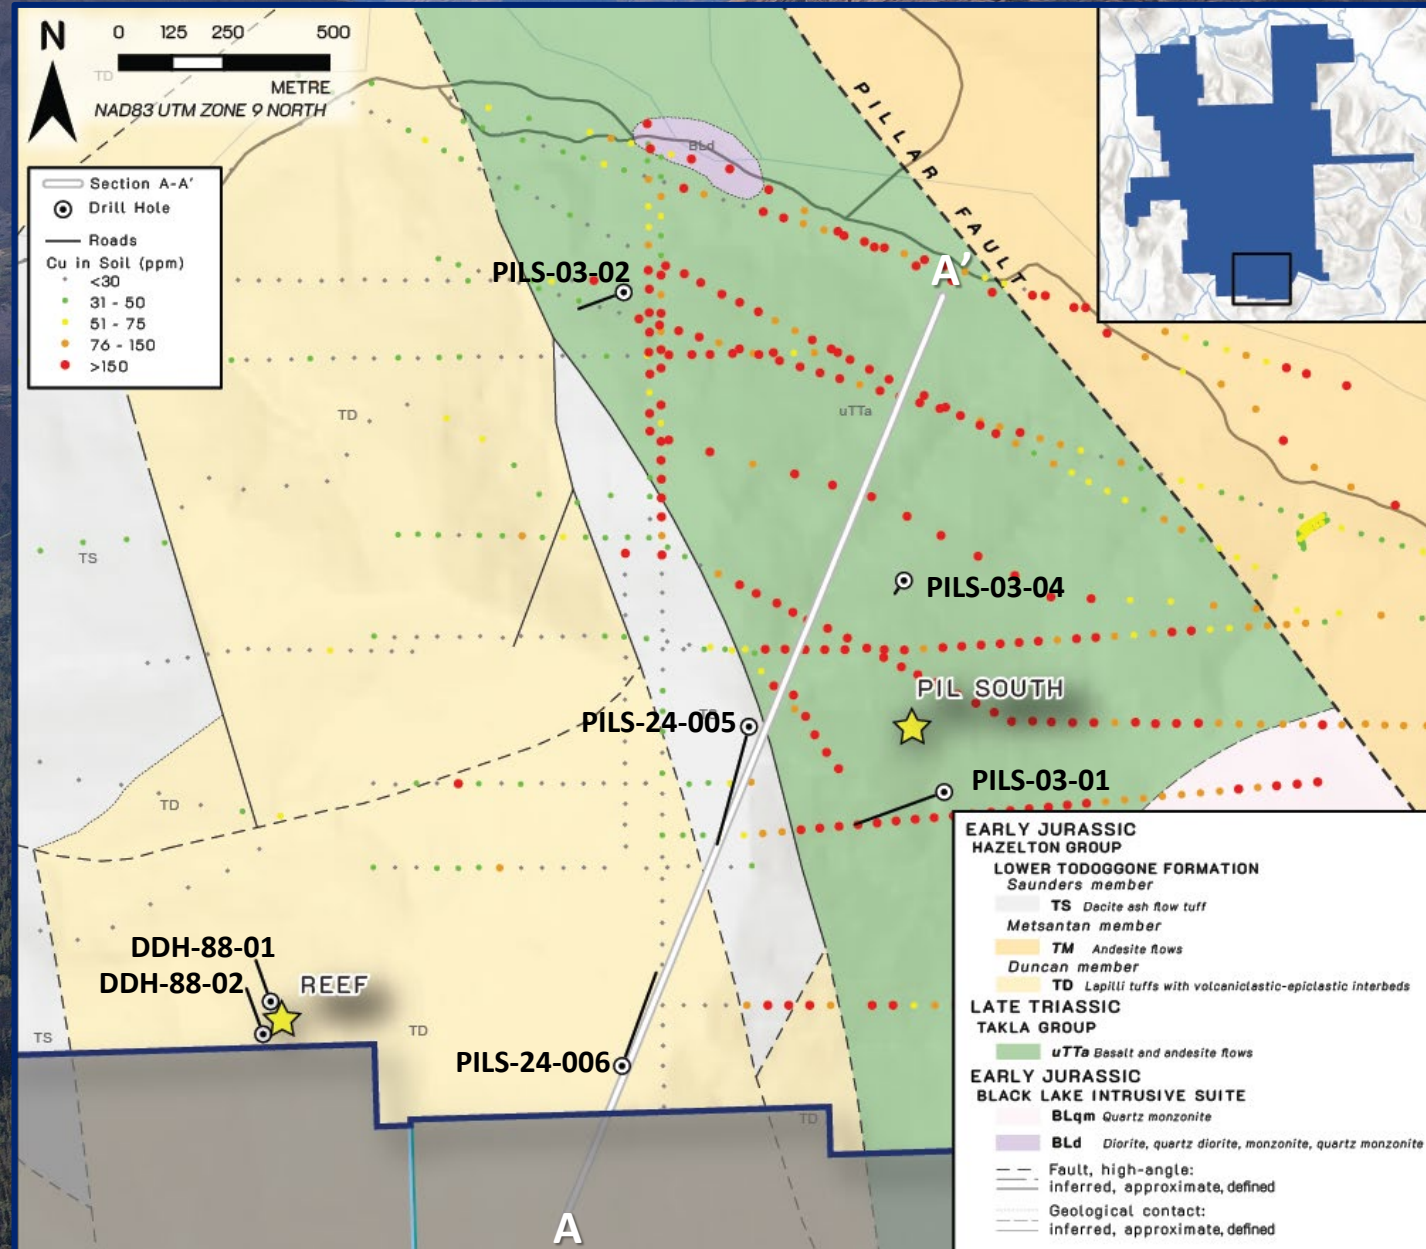 N
0 125 250 500
METRE
NAD83 UTM ZONE 9 NORTH
TD
Section A-A'
Drill Hole
Roads
Cu in Soil (ppm)
<30
31 - 50
51 - 75
76 - 150
>150
BLd
PILLAR FAULT
A'
PILS-03-02
TD
uTTa
TS
PILS-03-04
PIL SOUTH
PILS-24-005
PILS-03-01
TD
DDH-88-01
DDH-88-02
REEF
TS
TD
PILS-24-006
TD
A
EARLY JURASSIC
HAZELTON GROUP
LOWER TODOGGONE FORMATION
Saunders member
TS Dacite ash flow tuff
Metsantan member
TM Andesite flows
Duncan member
TD Lapilli tuffs with volcaniclastic-epiclastic interbeds
LATE TRIASSIC
TAKLA GROUP
uTTa Basalt and andesite flows
EARLY JURASSIC
BLACK LAKE INTRUSIVE SUITE
BLqm Quartz monzonite
BLd Diorite, quartz diorite, monzonite, quartz monzonite
Fault, high-angle:
inferred, approximate, defined
Geological contact:
inferred, approximate, defined